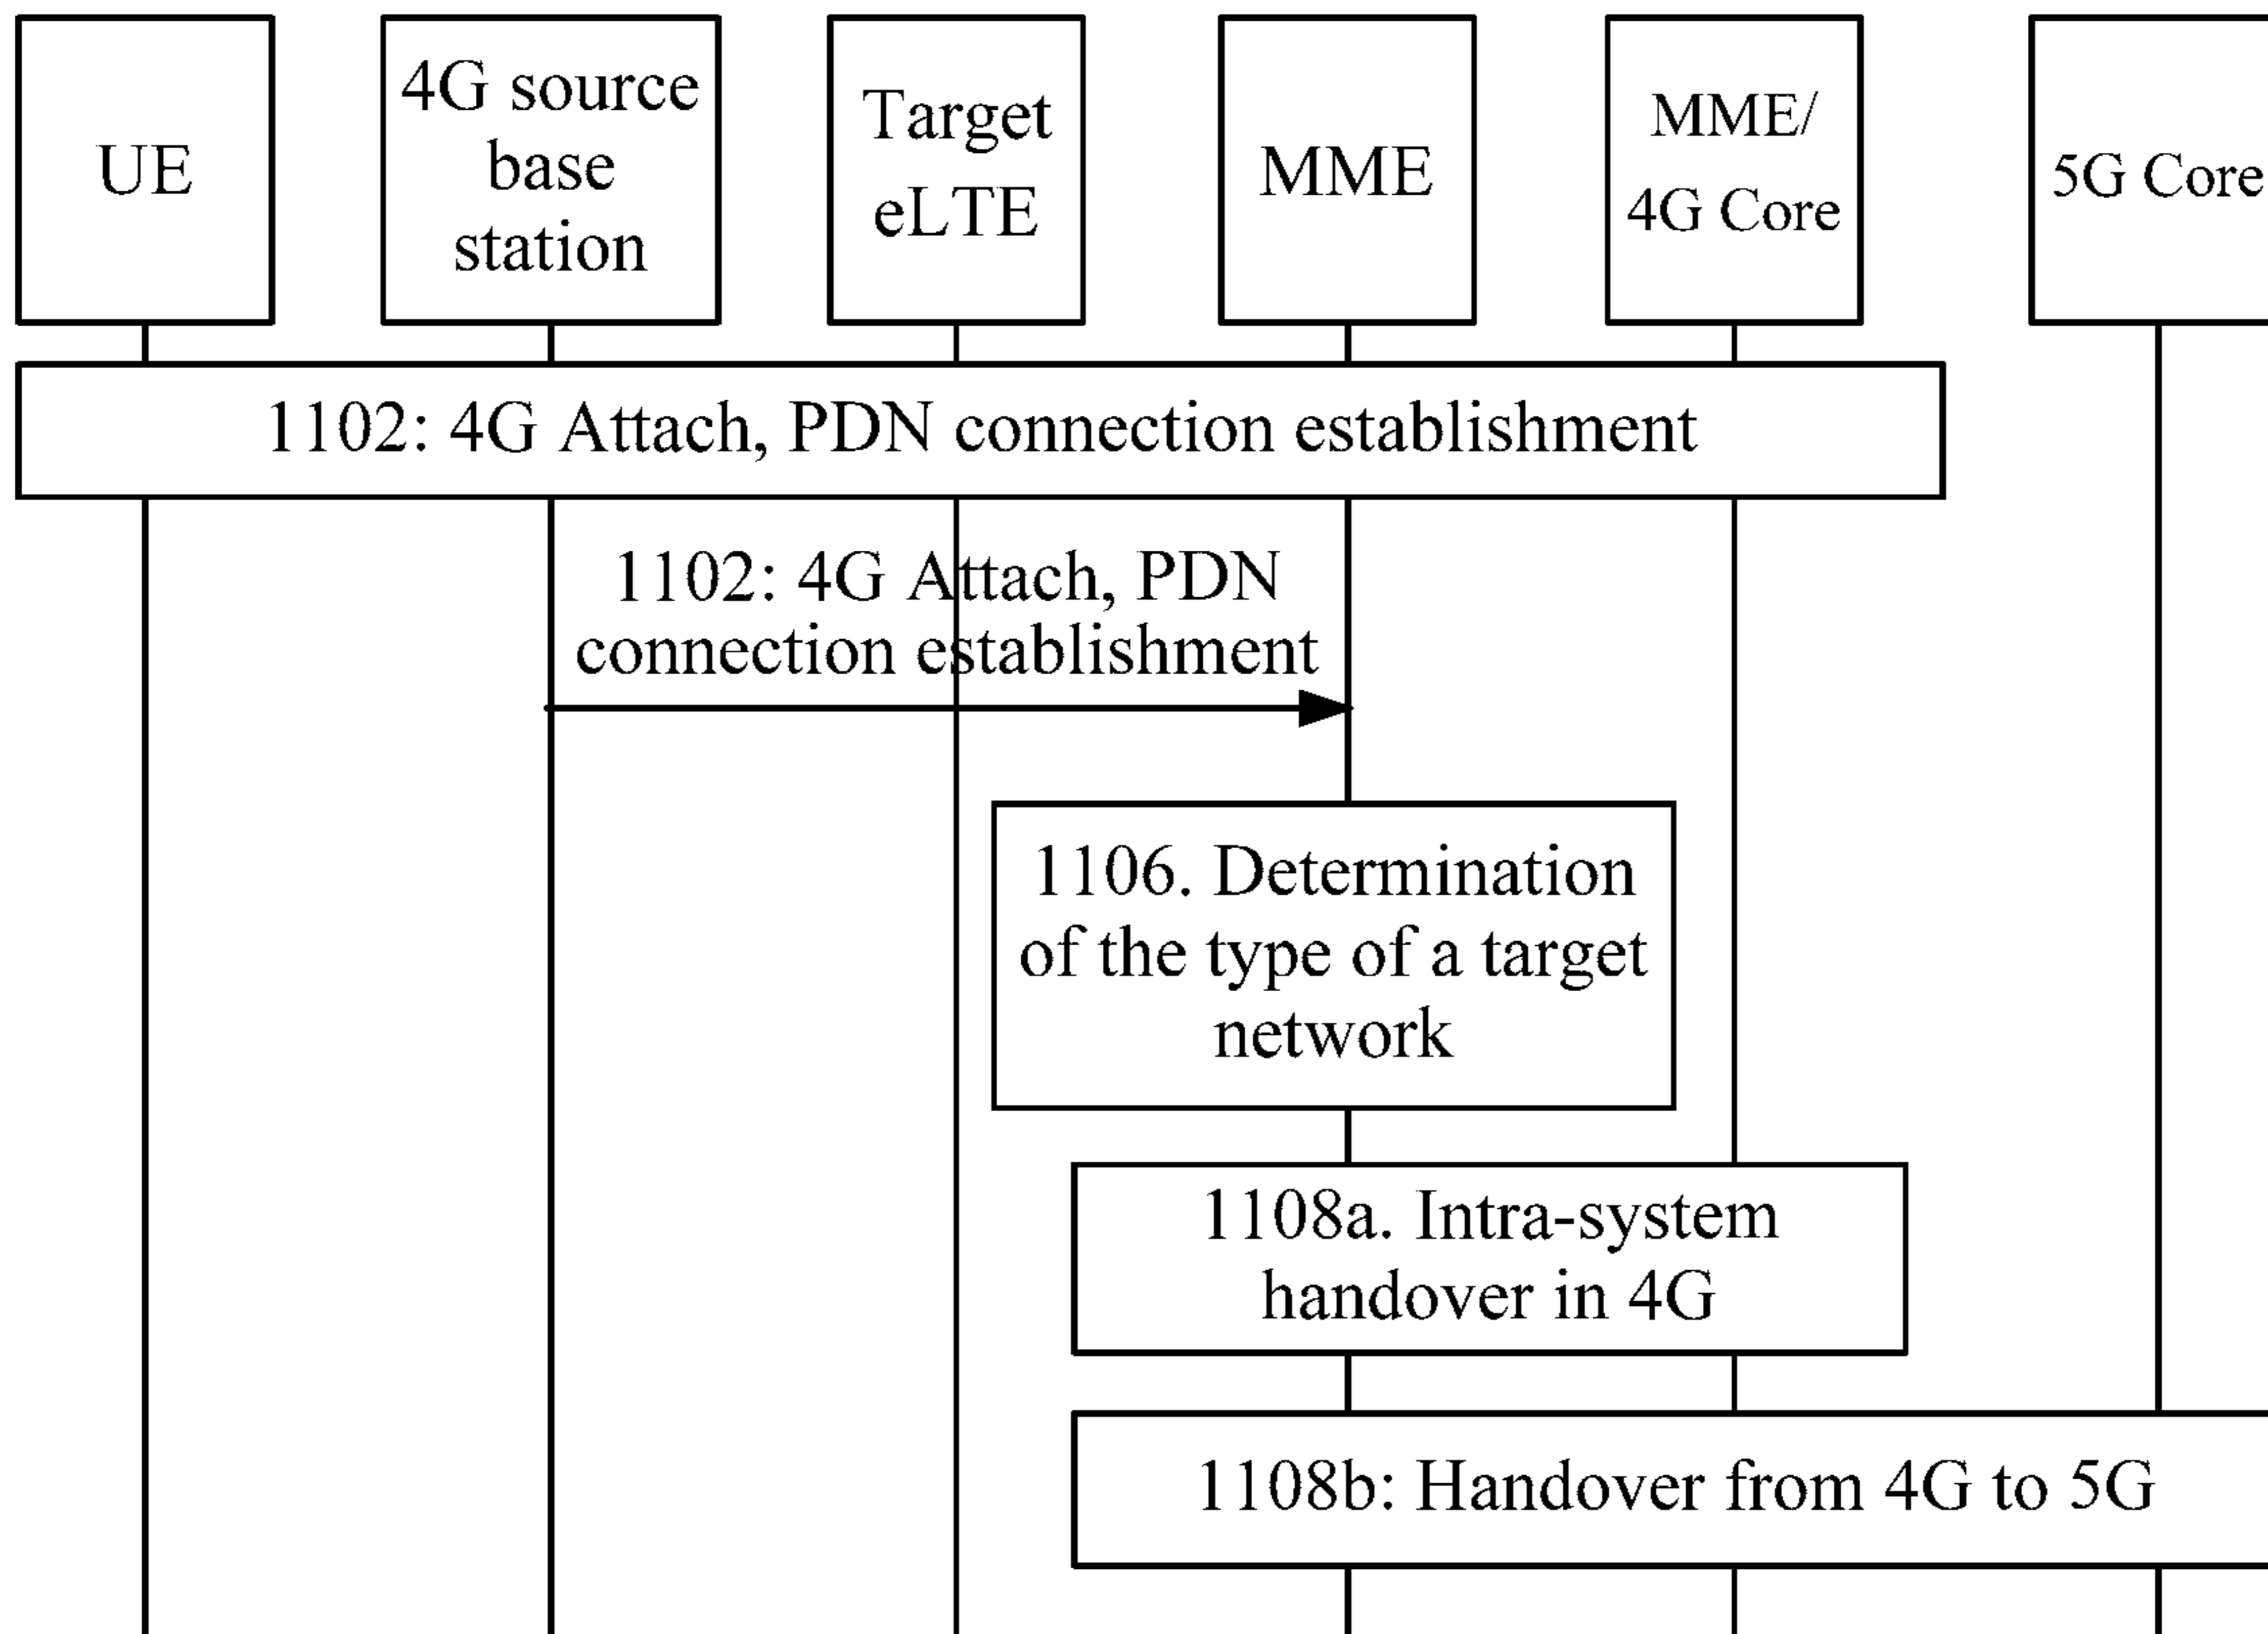 UE
4G source
base
station
Target
eLTE
MME
MME/
4G Core
5G Core
1102: 4G Attach, PDN connection establishment
1102: 4G Attach, PDN
connection establishment
1106. Determination
of the type of a target
network
1108a. Intra-system
handover in 4G
1108b: Handover from 4G to 5G